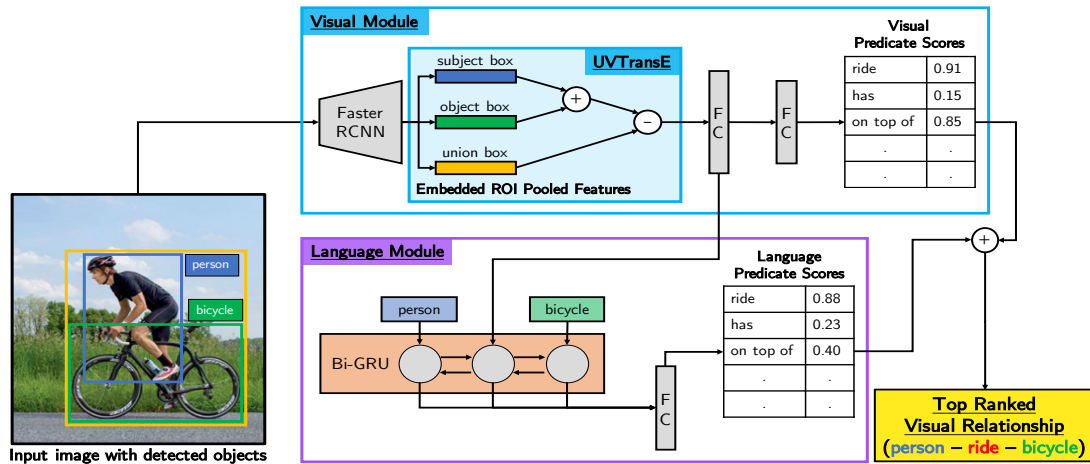 Visual Module
UVTransE
subject box
object box
union box
Faster
RCNN
+
−
Embedded ROI Pooled Features
F
C
F
C
Visual
Predicate Scores
ride 0.91
has 0.15
on top of 0.85
. .
. .
person
bicycle
Input image with detected objects
Language Module
person
bicycle
Bi-GRU
F
C
Language
Predicate Scores
ride 0.88
has 0.23
on top of 0.40
. .
. .
+
Top Ranked
Visual Relationship
(person − ride − bicycle)